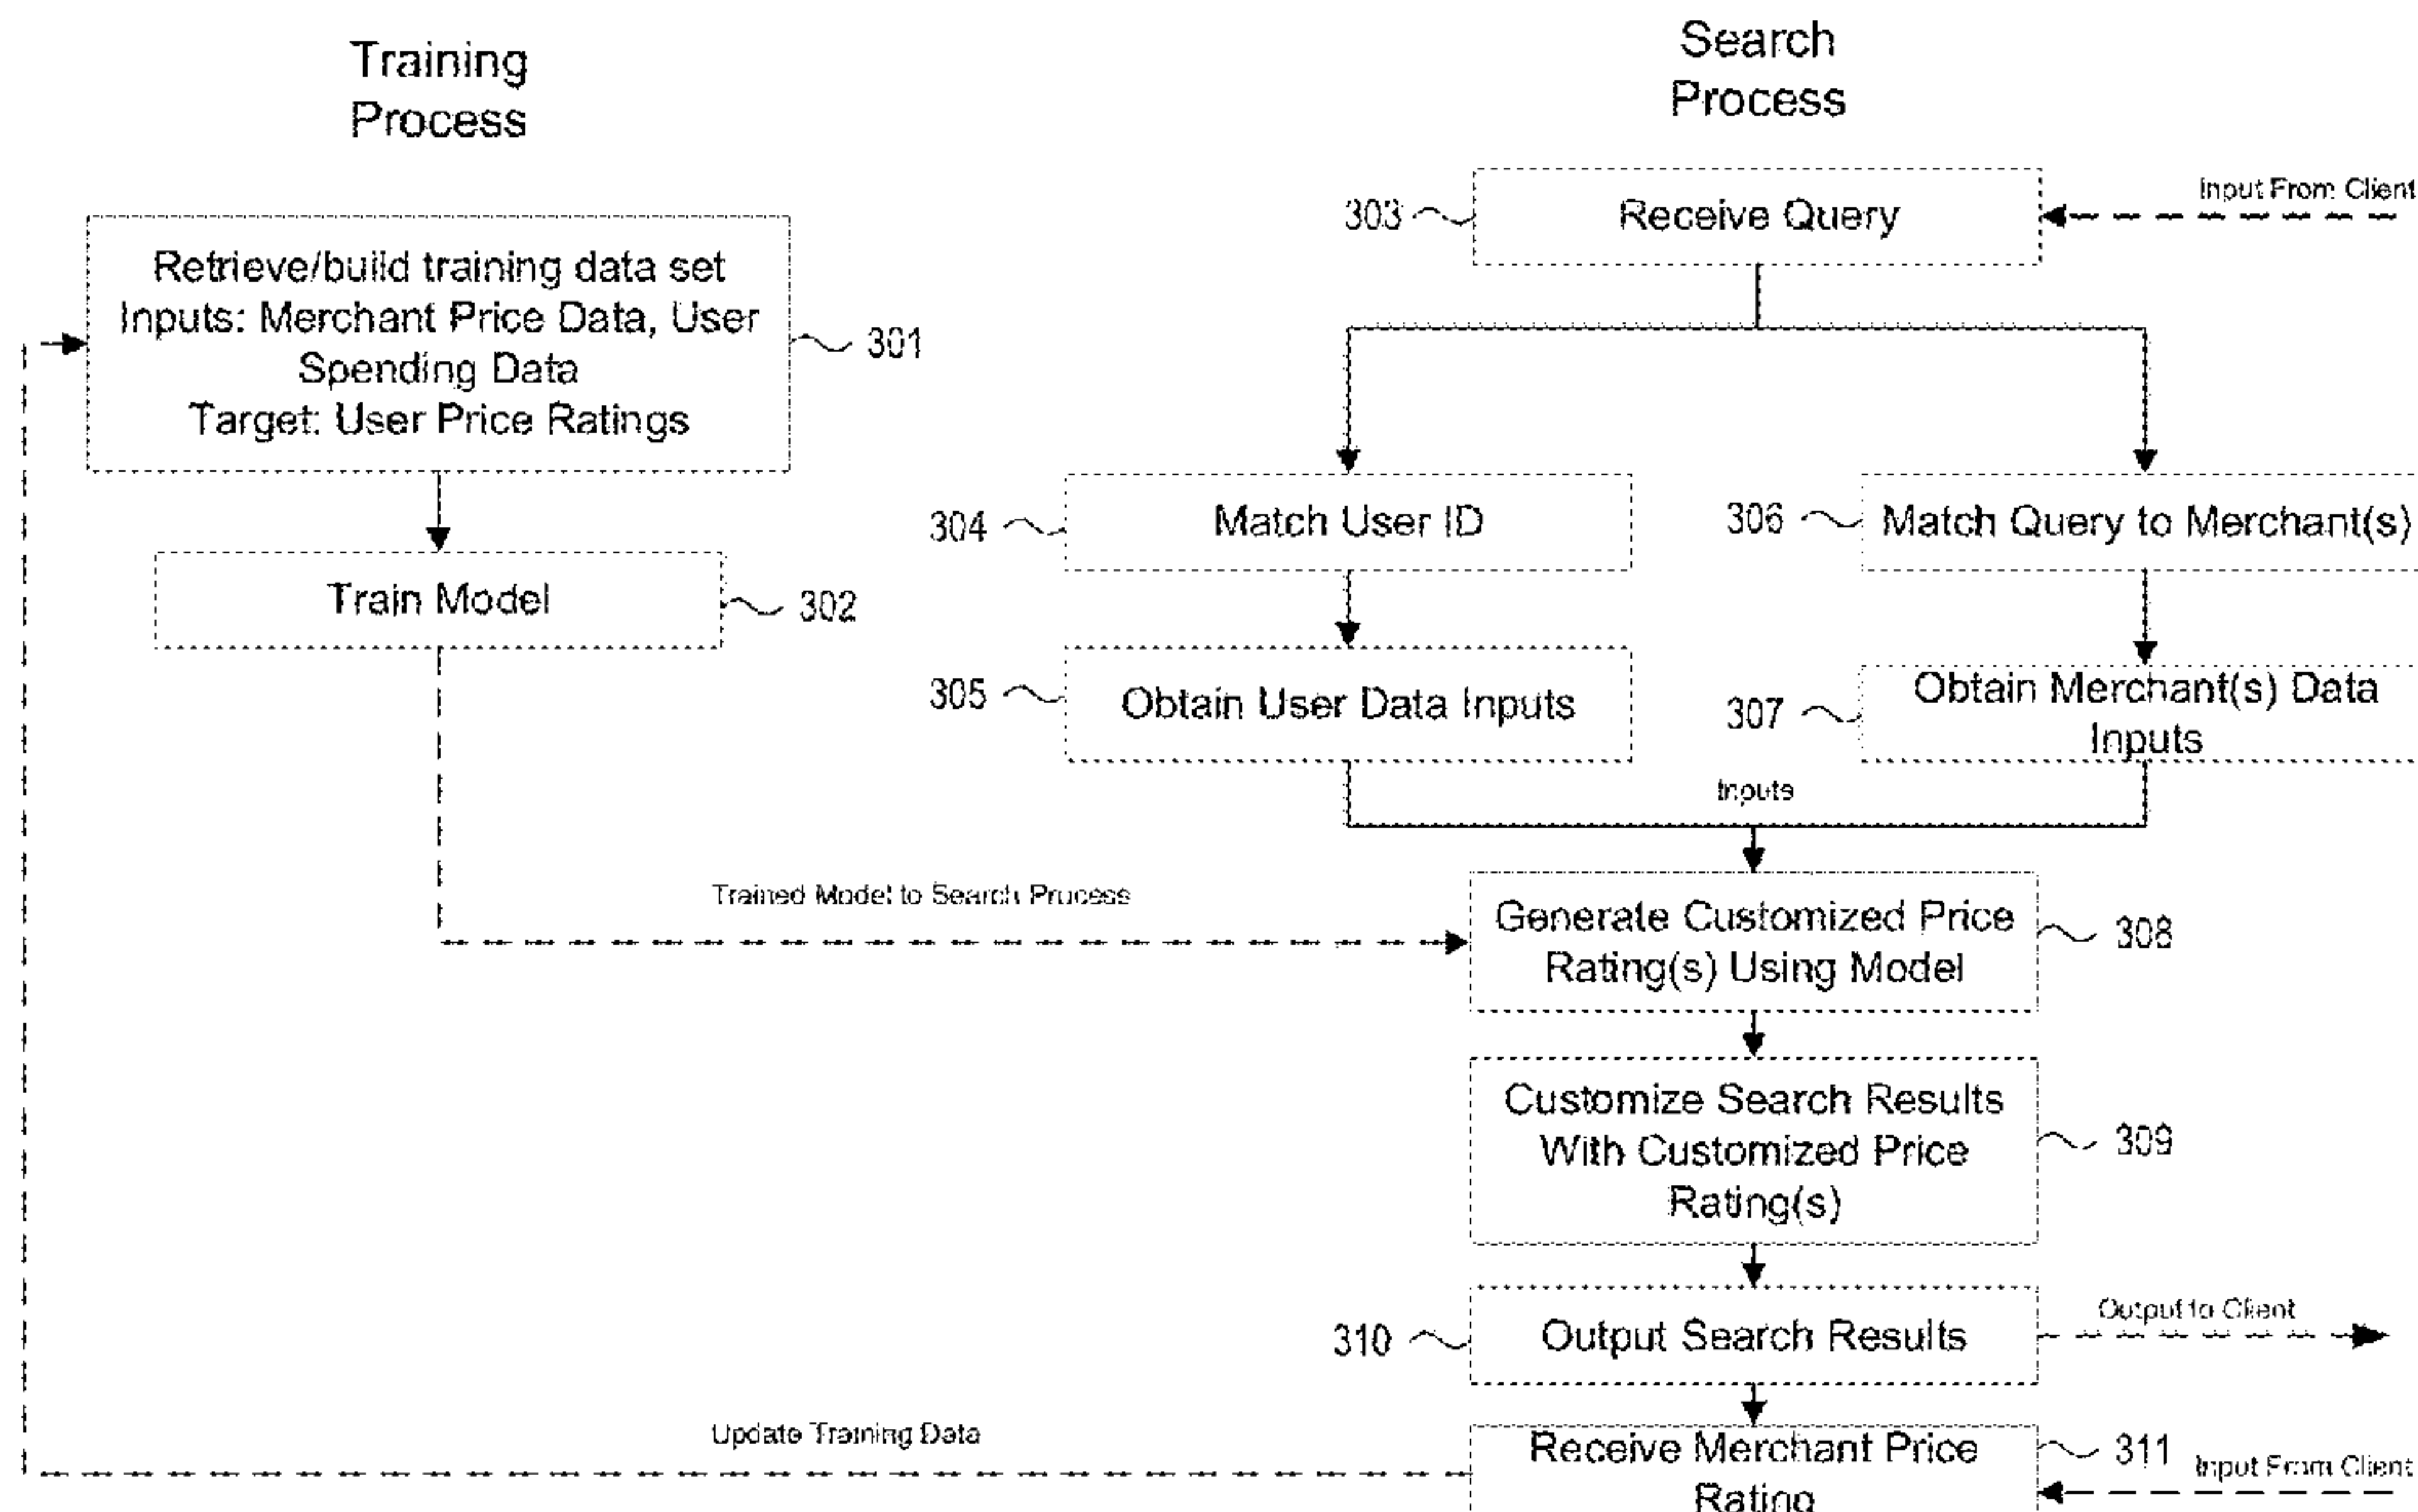 Training
Process
Search
Process
303
Receive Query
Input From Client
Retrieve/build training data set
Inputs: Merchant Price Data, User
Spending Data
Target: User Price Ratings
301
304
Match User ID
306
Match Query to Merchant(s)
Train Model
302
305
Obtain User Data Inputs
307
Obtain Merchant(s) Data
Inputs
Inputs
Trained Model to Search Process
Generate Customized Price
Rating(s) Using Model
308
Customize Search Results
With Customized Price
Rating(s)
309
310
Output Search Results
Output to Client
Update Training Data
Receive Merchant Price
Rating
311
Input From Client